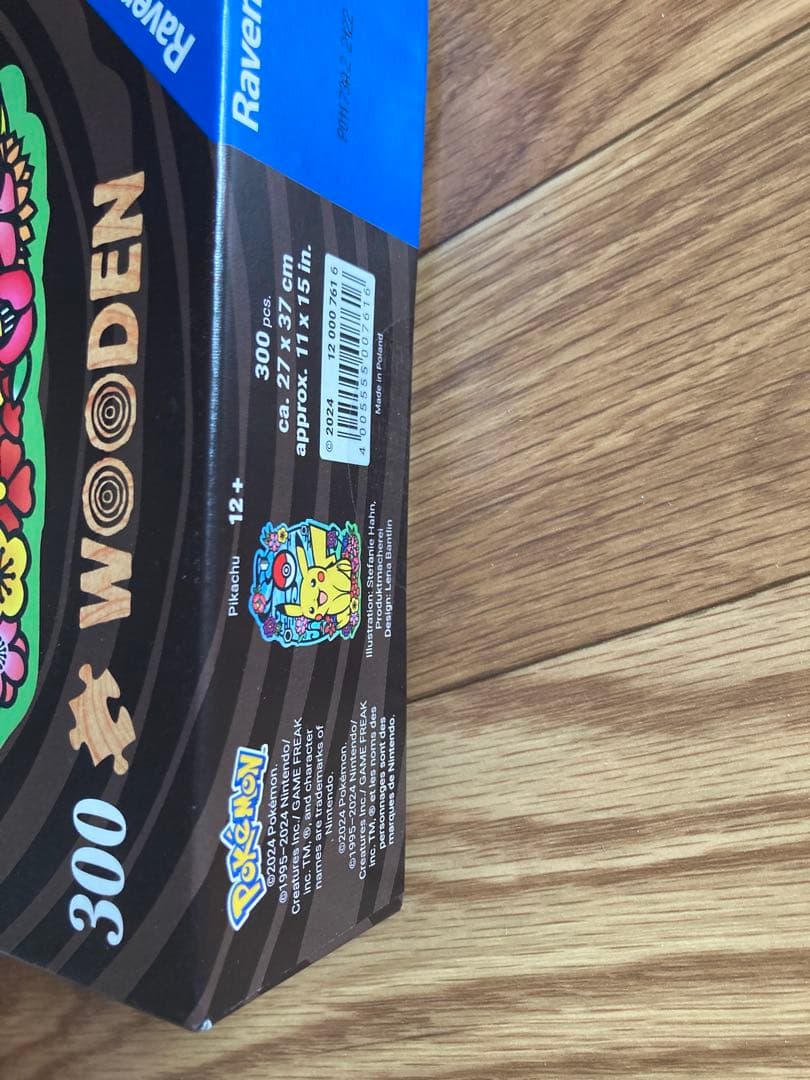 Raven
Raven
300 WOODEN
POKéMON
©2024 Pokémon.
©1995–2024 Nintendo/
Creatures Inc./ GAME FREAK
inc. TM, ®, and character
names are trademarks of
Nintendo.
©2024 Pokémon.
©1995–2024 Nintendo/
Creatures Inc./ GAME FREAK
inc. TM, ® et les noms des
personnages sont des
marques de Nintendo.
Pikachu 12+
Illustration: Stefanie Hahn,
Produktmacherei
Design: Lena Bantlin
300 pcs.
ca. 27 x 37 cm
approx. 11 x 15 in.
© 2024 12 000 761 6
4 005555 007616
Made in Poland